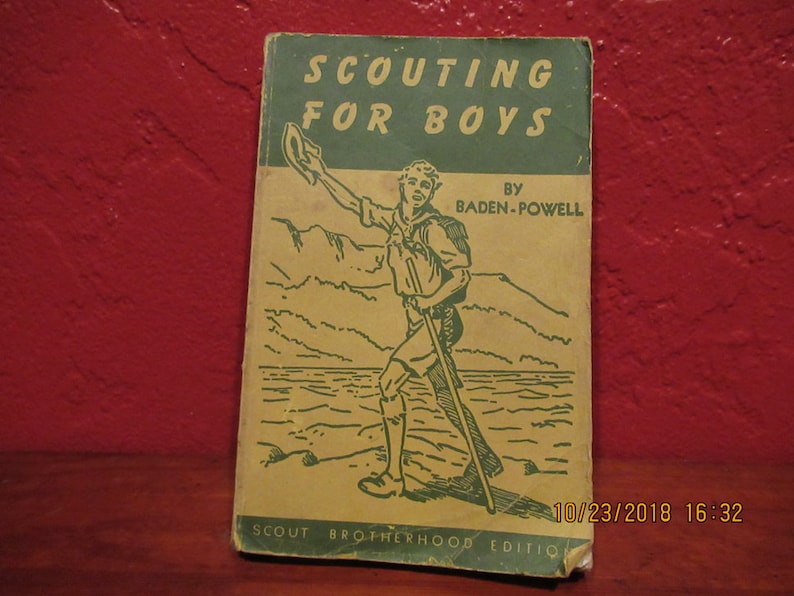 SCOUTING
FOR BOYS
BY
BADEN-POWELL
SCOUT BROTHERHOOD EDITION
10/23/2018 16:32